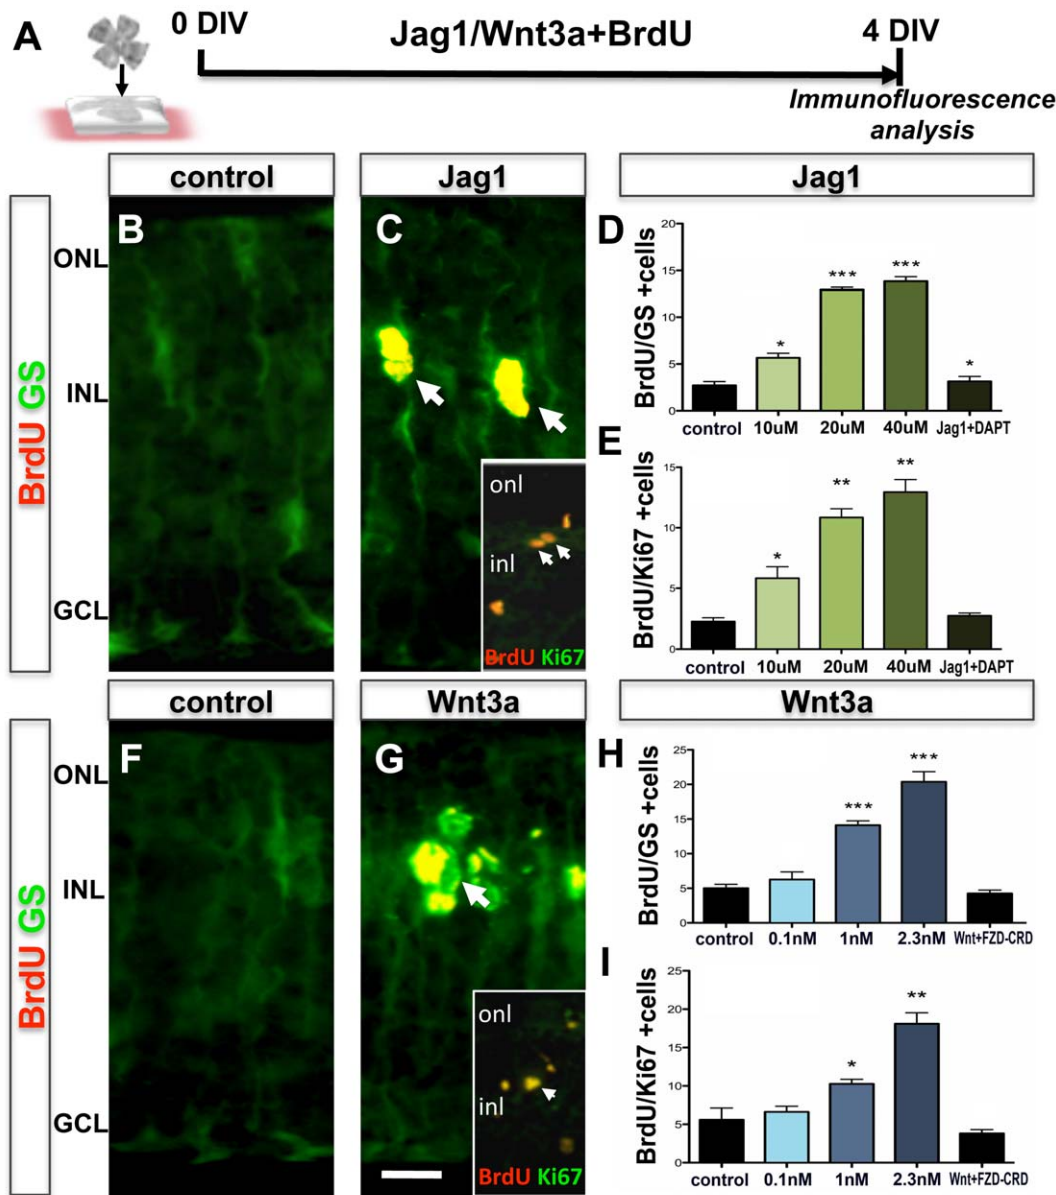 A
0 DIV
Jag1/Wnt3a+BrdU
4 DIV
Immunofluorescence
analysis
control
Jag1
Jag1
BrdU GS
ONL
INL
GCL
B
C
onl
inl
BrdU Ki67
D
BrdU/GS +cells
20
15
10
5
0
*
***
***
*
control 10uM 20uM 40uM Jag1+DAPT
E
BrdU/Ki67 +cells
15
10
5
0
*
**
**
control 10uM 20uM 40uM Jag1+DAPT
control
Wnt3a
Wnt3a
BrdU GS
ONL
INL
GCL
F
G
onl
inl
BrdU Ki67
H
BrdU/GS +cells
25
20
15
10
5
0
***
***
control 0.1nM 1nM 2.3nM Wnt+FZD-CRD
I
BrdU/Ki67 +cells
25
20
15
10
5
0
*
**
control 0.1nM 1nM 2.3nM Wnt+FZD-CRD